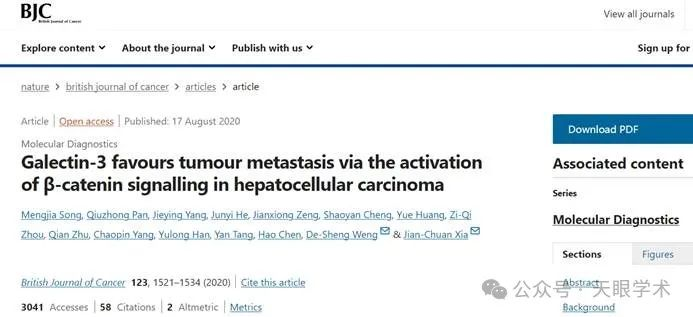 BJC
British Journal of Cancer
View all journals
Explore content
About the journal
Publish with us
Sign up for
nature > british journal of cancer > articles > article
Article | Open access | Published: 17 August 2020
Molecular Diagnostics
Galectin-3 favours tumour metastasis via the activation
of β-catenin signalling in hepatocellular carcinoma
Mengjia Song, Qiuzhong Pan, Jieying Yang, Junyi He, Jianxiong Zeng, Shaoyan Cheng, Yue Huang, Zi-Qi
Zhou, Qian Zhu, Chaopin Yang, Yulong Han, Yan Tang, Hao Chen, De-Sheng Weng & Jian-Chuan Xia
British Journal of Cancer 123, 1521–1534 (2020) | Cite this article
3041 Accesses | 58 Citations | 2 Altmetric | Metrics
Download PDF
Associated content
Series
Molecular Diagnostics
Sections
Figures
Abstract
Background
公众号·天眼学术